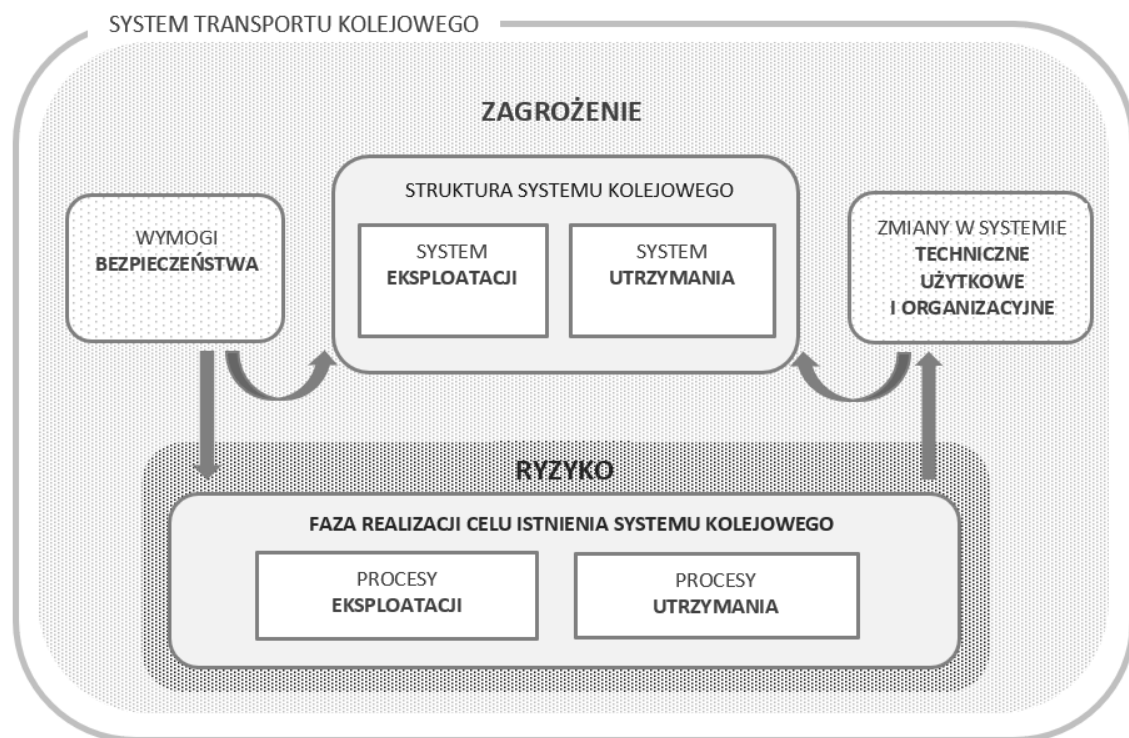 SYSTEM TRANSPORTU KOLEJOWEGO
ZAGROŻENIE
WYMOGI
BEZPIECZEŃSTWA
STRUKTURA SYSTEMU KOLEJOWEGO
SYSTEM
EKSPLOATACJI
SYSTEM
UTRZYMANIA
ZMIANY W SYSTEMIE
TECHNICZNE
UŻYTKOWE
I ORGANIZACYJNE
RYZYKO
FAZA REALIZACJI CELU ISTNIENIA SYSTEMU KOLEJOWEGO
PROCESY
EKSPLOATACJI
PROCESY
UTRZYMANIA